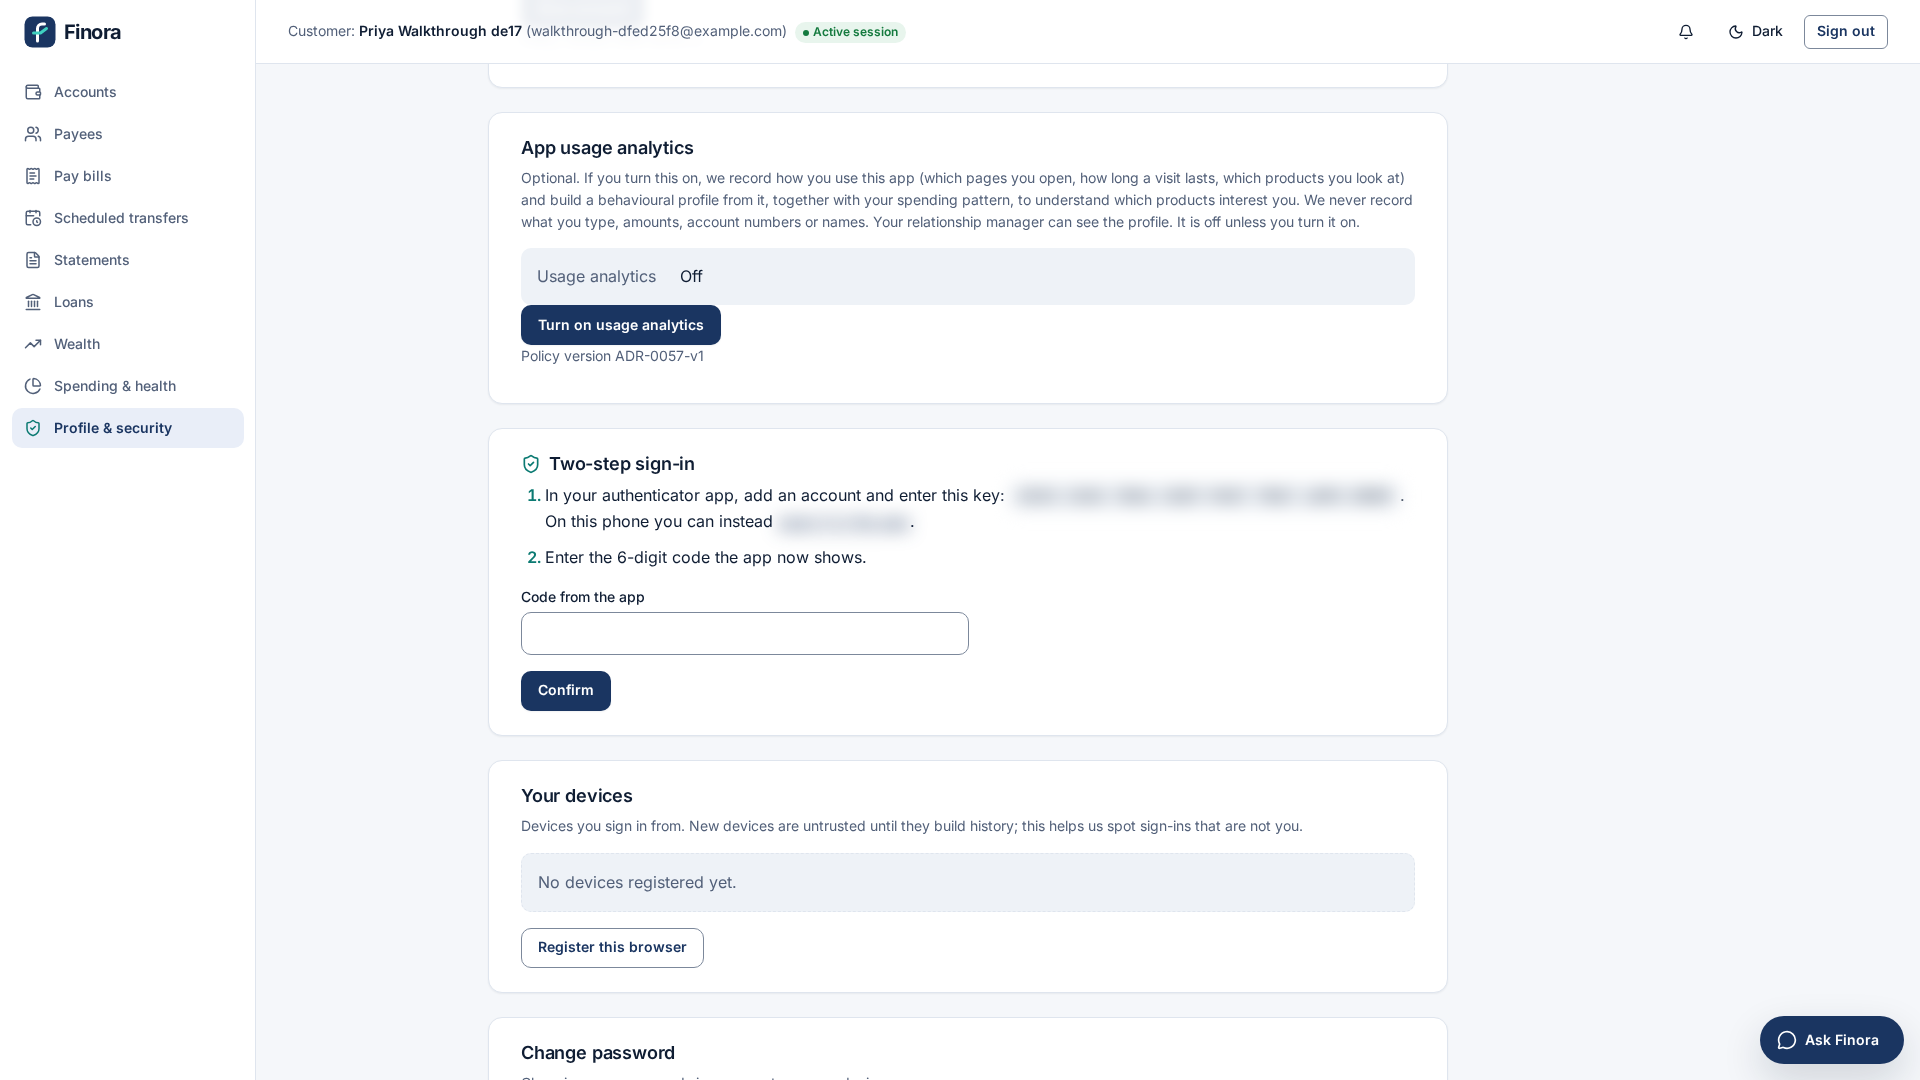 Finora
Customer: Priya Walkthrough de17 (walkthrough-dfed25f8@example.com)
Active session
Dark
Sign out
Accounts
Payees
Pay bills
Scheduled transfers
Statements
Loans
Wealth
Spending & health
Profile & security
App usage analytics
Optional. If you turn this on, we record how you use this app (which pages you open, how long a visit lasts, which products you look at)
and build a behavioural profile from it, together with your spending pattern, to understand which products interest you. We never record
what you type, amounts, account numbers or names. Your relationship manager can see the profile. It is off unless you turn it on.
Usage analytics Off
Turn on usage analytics
Policy version ADR-0057-v1
Two-step sign-in
1. In your authenticator app, add an account and enter this key: .
On this phone you can instead .
2. Enter the 6-digit code the app now shows.
Code from the app
Confirm
Your devices
Devices you sign in from. New devices are untrusted until they build history; this helps us spot sign-ins that are not you.
No devices registered yet.
Register this browser
Change password
Ask Finora